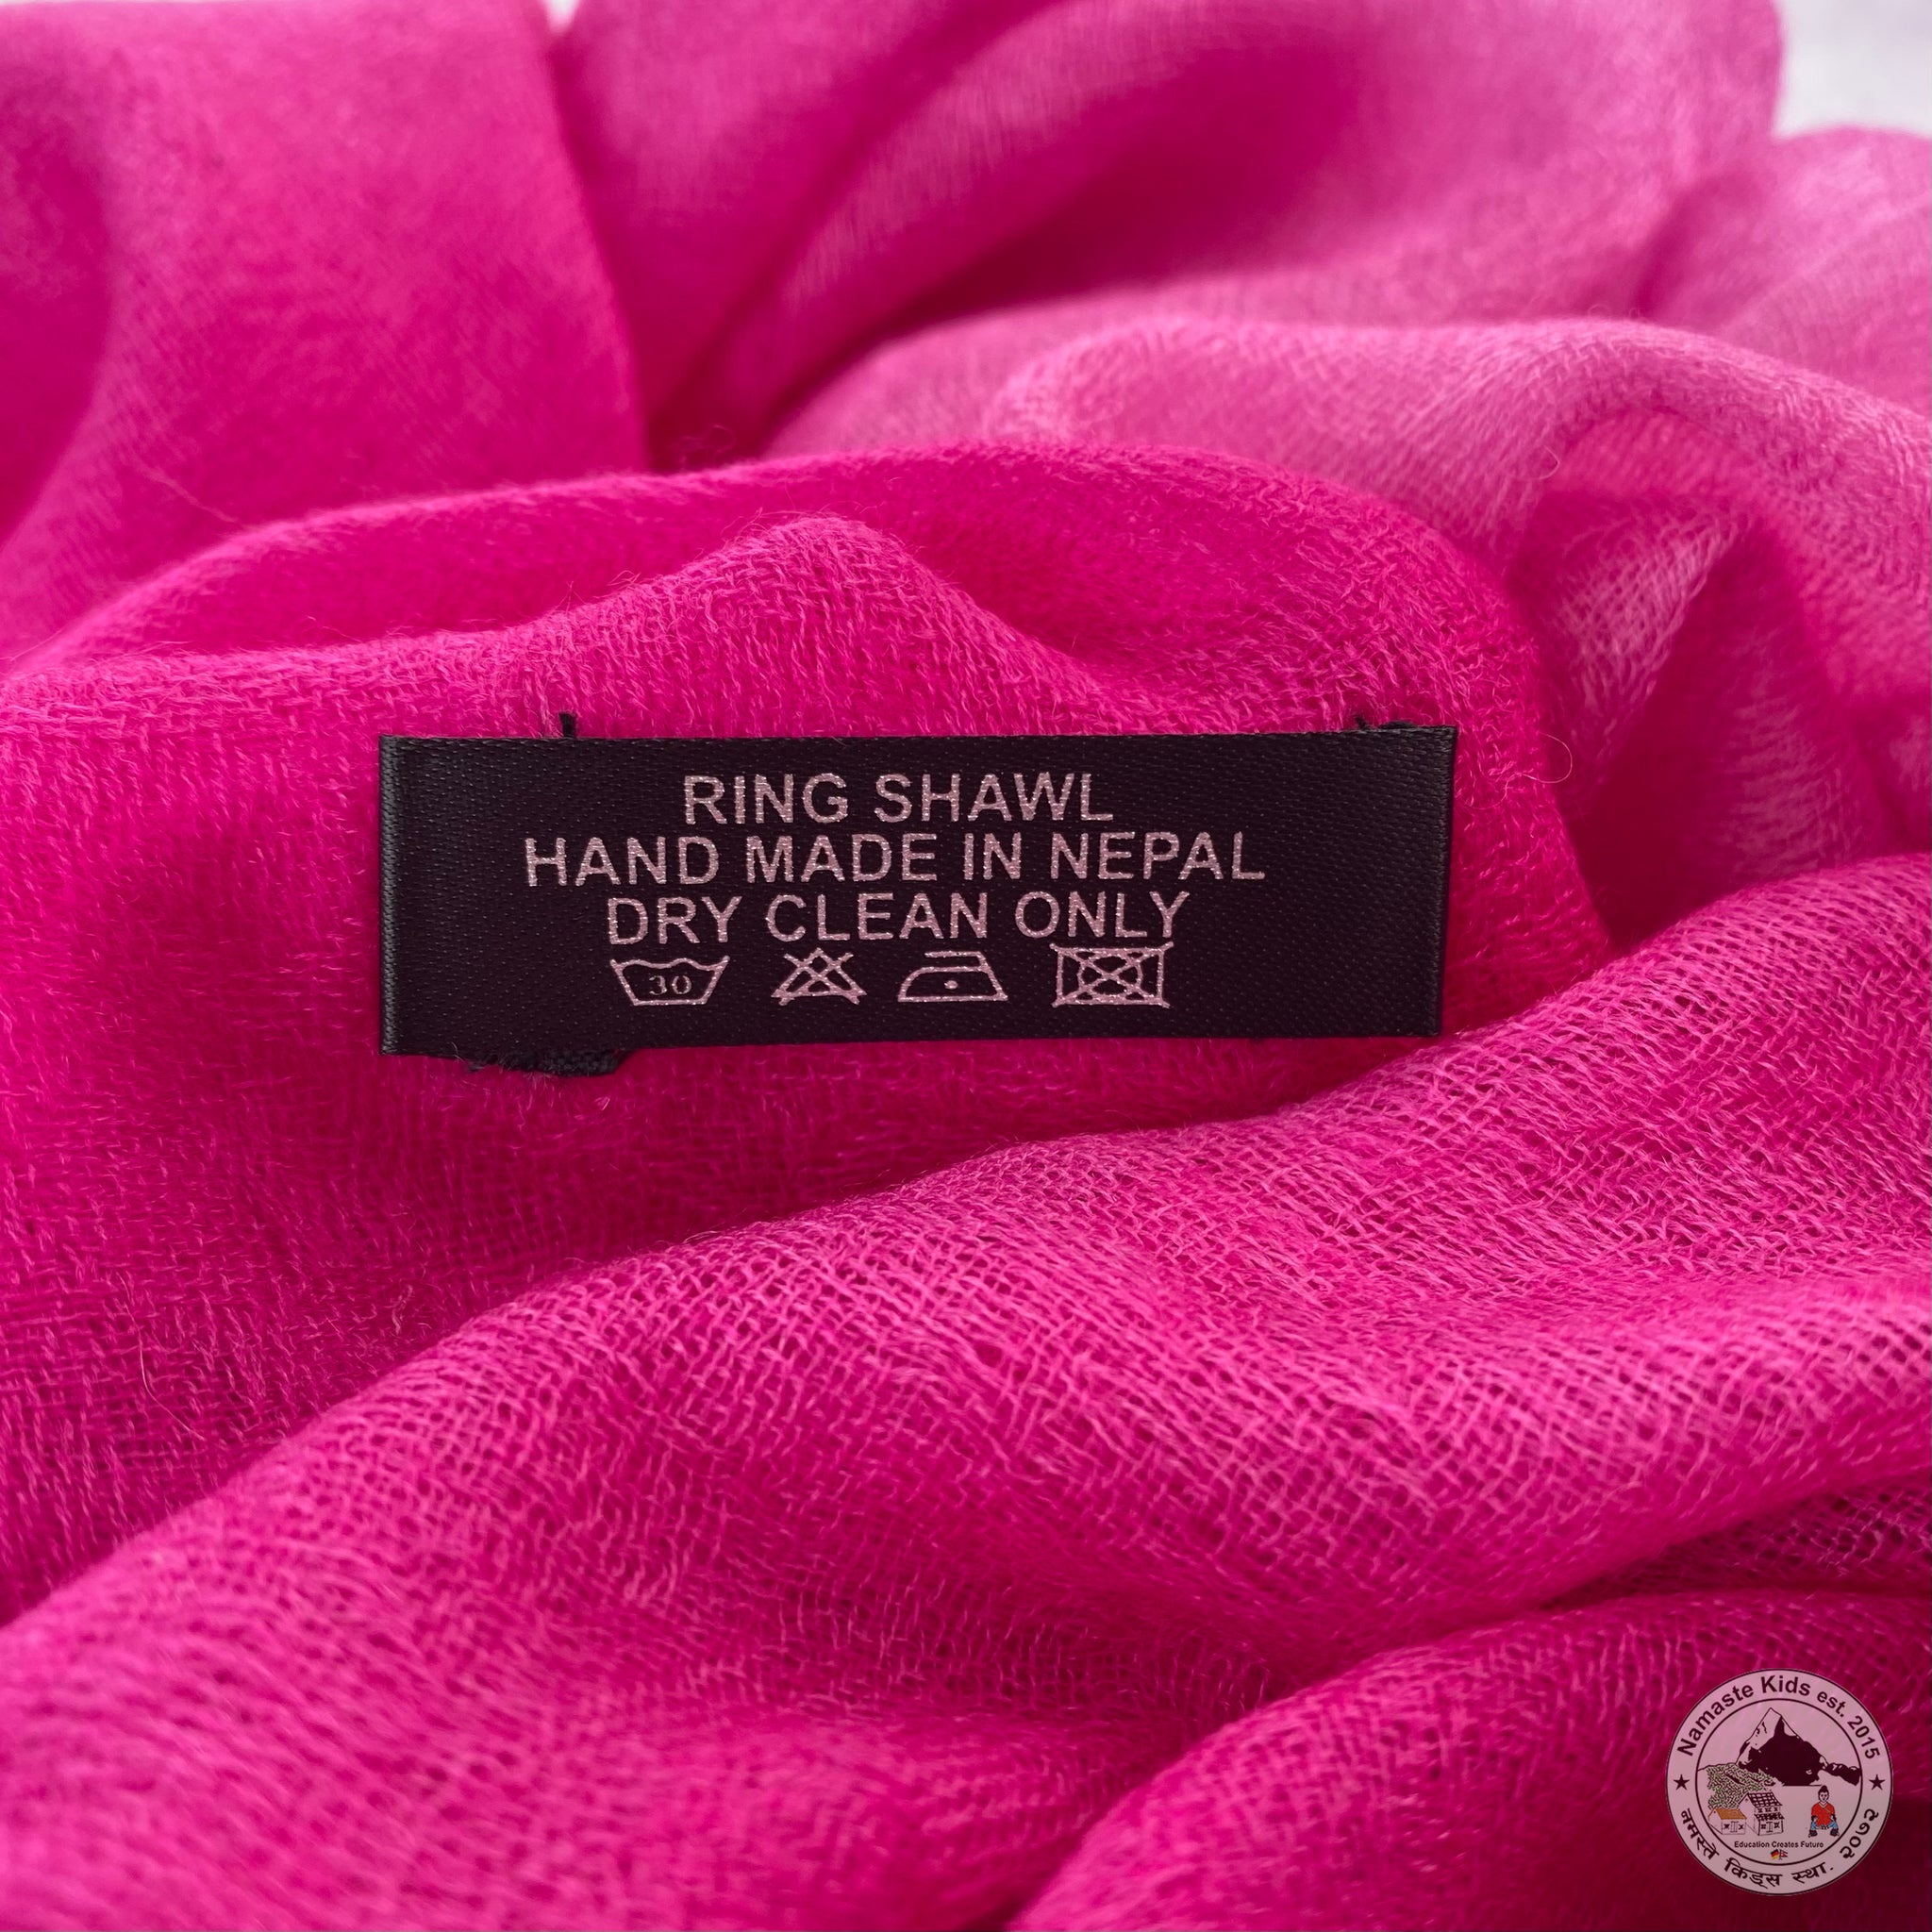 RING SHAWL
HAND MADE IN NEPAL
DRY CLEAN ONLY
30
Namaste Kids est. 2015
Education Creates Future
नमस्ते किड्स स्था. २०७२